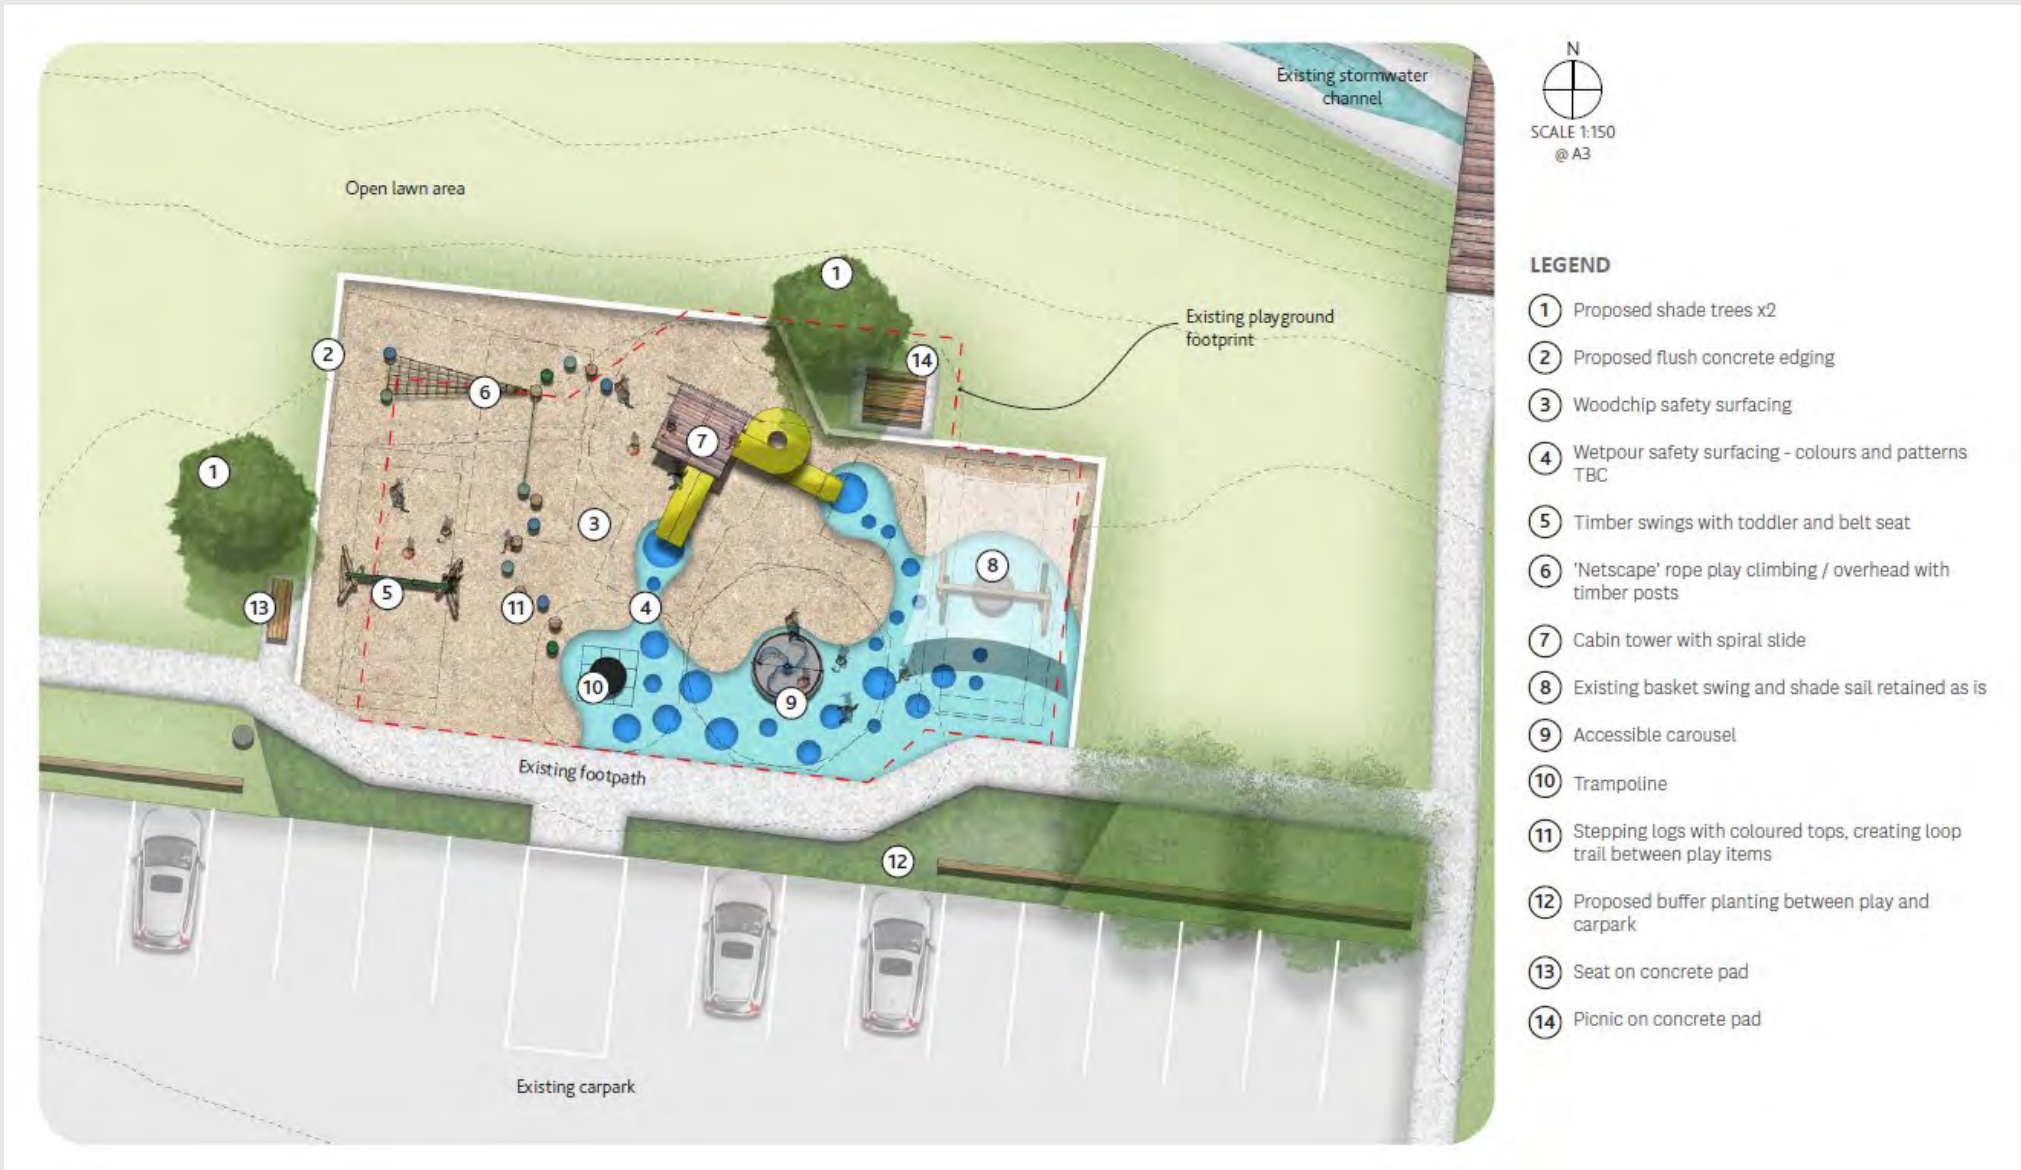 Existing stormwater
channel
N
SCALE 1:150
@ A3
Open lawn area
Existing playground
footprint
Existing footpath
Existing carpark
1
1
2
14
6
7
3
8
5
13
11
4
10
9
12
LEGEND
1 Proposed shade trees x2
2 Proposed flush concrete edging
3 Woodchip safety surfacing
4 Wetpour safety surfacing - colours and patterns
TBC
5 Timber swings with toddler and belt seat
6 'Netscape' rope play climbing / overhead with
timber posts
7 Cabin tower with spiral slide
8 Existing basket swing and shade sail retained as is
9 Accessible carousel
10 Trampoline
11 Stepping logs with coloured tops, creating loop
trail between play items
12 Proposed buffer planting between play and
carpark
13 Seat on concrete pad
14 Picnic on concrete pad